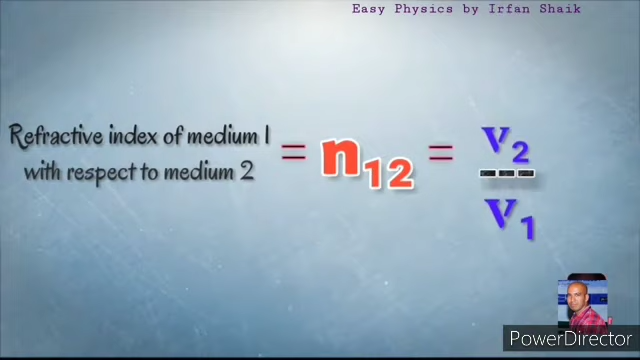 Easy Physics by Irfan Shaik
Refractive index of medium 1
with respect to medium 2
= n12 = v2
---
v1
PowerDirector